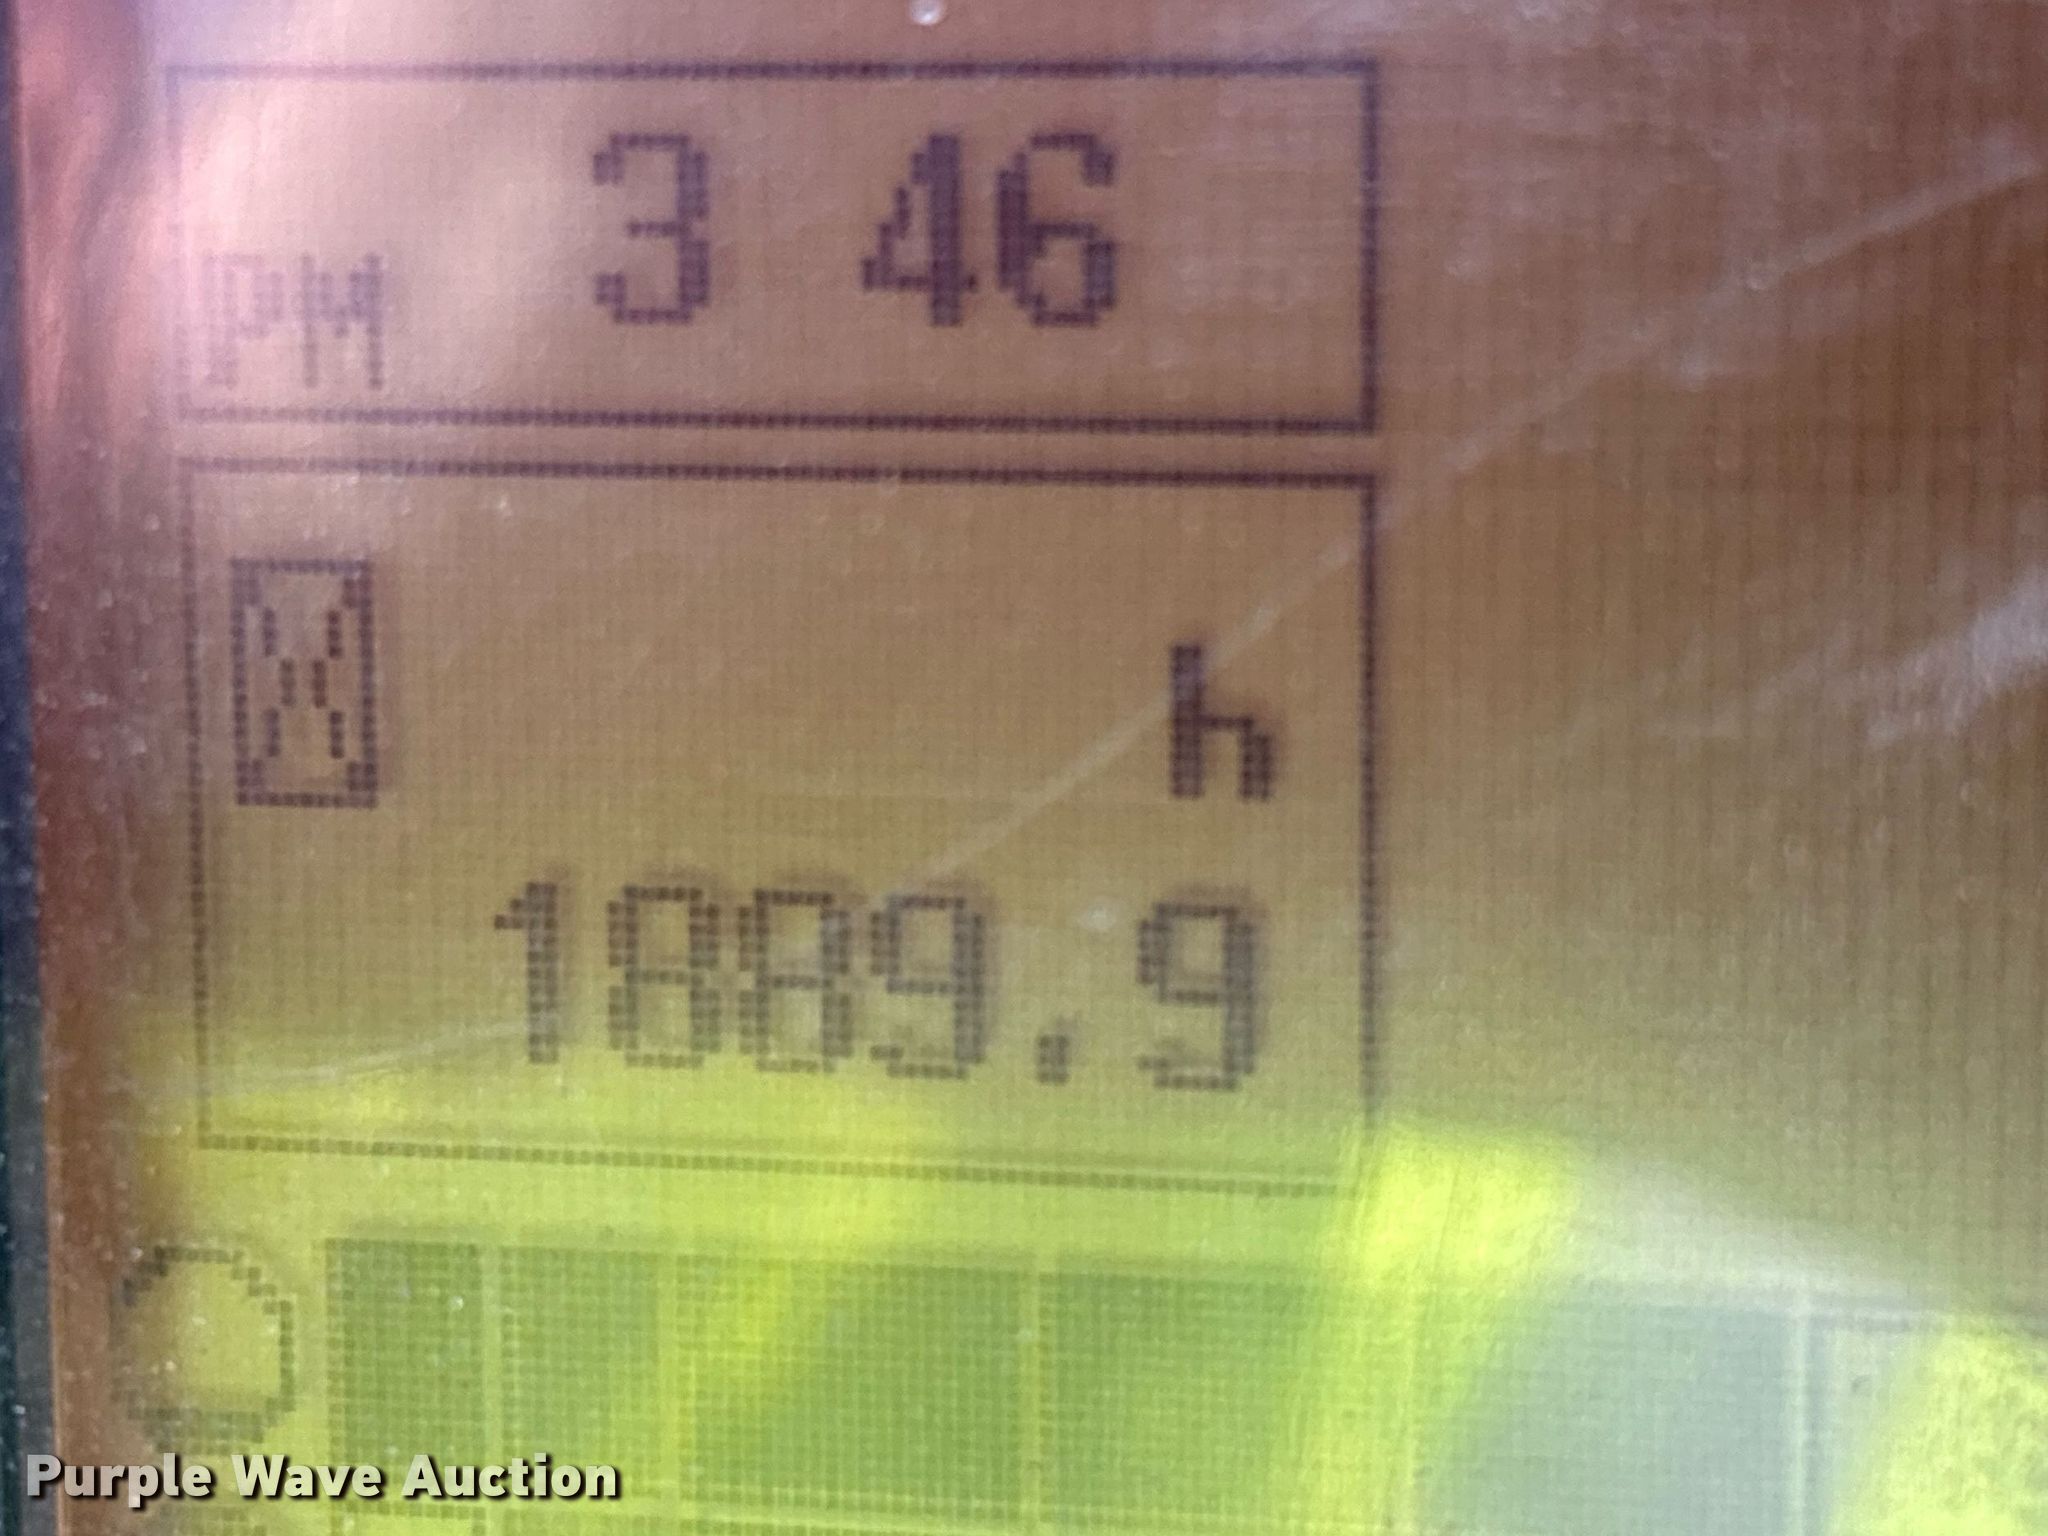 PM 3 46
h
1889.9
Purple Wave Auction